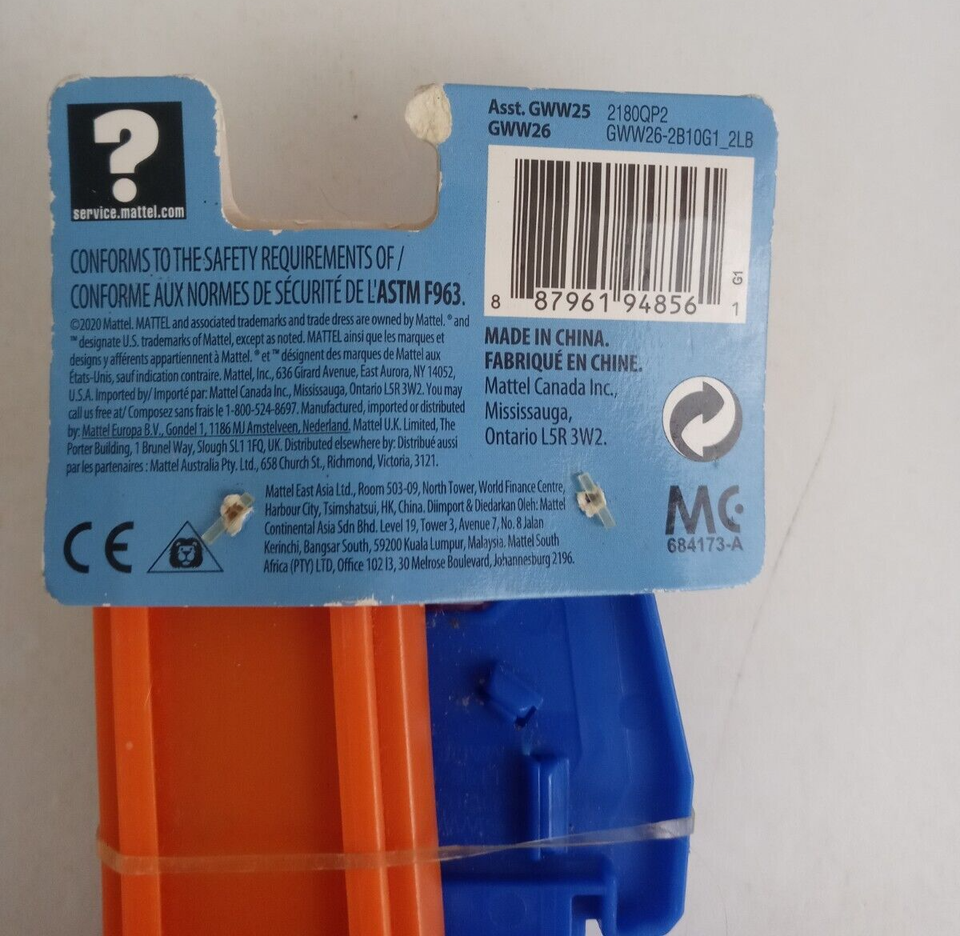 ?
service.mattel.com
Asst. GWW25 2180QP2
GWW26 GWW26-2B10G1_2LB
8 87961 94856 1
G1
CONFORMS TO THE SAFETY REQUIREMENTS OF /
CONFORME AUX NORMES DE SÉCURITÉ DE L'ASTM F963.
©2020 Mattel. MATTEL and associated trademarks and trade dress are owned by Mattel. ® and
™ designate U.S. trademarks of Mattel, except as noted. MATTEL ainsi que les marques et
designs y afférents appartiennent à Mattel. ® et ™ désignent des marques de Mattel aux
États-Unis, sauf indication contraire. Mattel, Inc., 636 Girard Avenue, East Aurora, NY 14052,
U.S.A. Imported by/ Importé par: Mattel Canada Inc., Mississauga, Ontario L5R 3W2. You may
call us free at/ Composez sans frais le 1-800-524-8697. Manufactured, imported or distributed
by: Mattel Europa B.V., Gondel 1, 1186 MJ Amstelveen, Nederland. Mattel U.K. Limited, The
Porter Building, 1 Brunel Way, Slough SL1 1FQ, UK. Distributed elsewhere by: Distribué aussi
par les partenaires : Mattel Australia Pty. Ltd., 658 Church St., Richmond, Victoria, 3121.
MADE IN CHINA.
FABRIQUÉ EN CHINE.
Mattel Canada Inc.,
Mississauga,
Ontario L5R 3W2.
Mattel East Asia Ltd., Room 503-09, North Tower, World Finance Centre,
Harbour City, Tsimshatsui, HK, China. Diimport & Diedarkan Oleh: Mattel
Continental Asia Sdn Bhd. Level 19, Tower 3, Avenue 7, No. 8 Jalan
Kerinchi, Bangsar South, 59200 Kuala Lumpur, Malaysia. Mattel South
Africa (PTY) LTD, Office 102 I3, 30 Melrose Boulevard, Johannesburg 2196.
CE
MC
684173-A